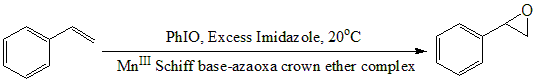 O
PhIO, Excess Imidazole, 20°C
Mn^III Schiff base-azaoxa crown ether complex